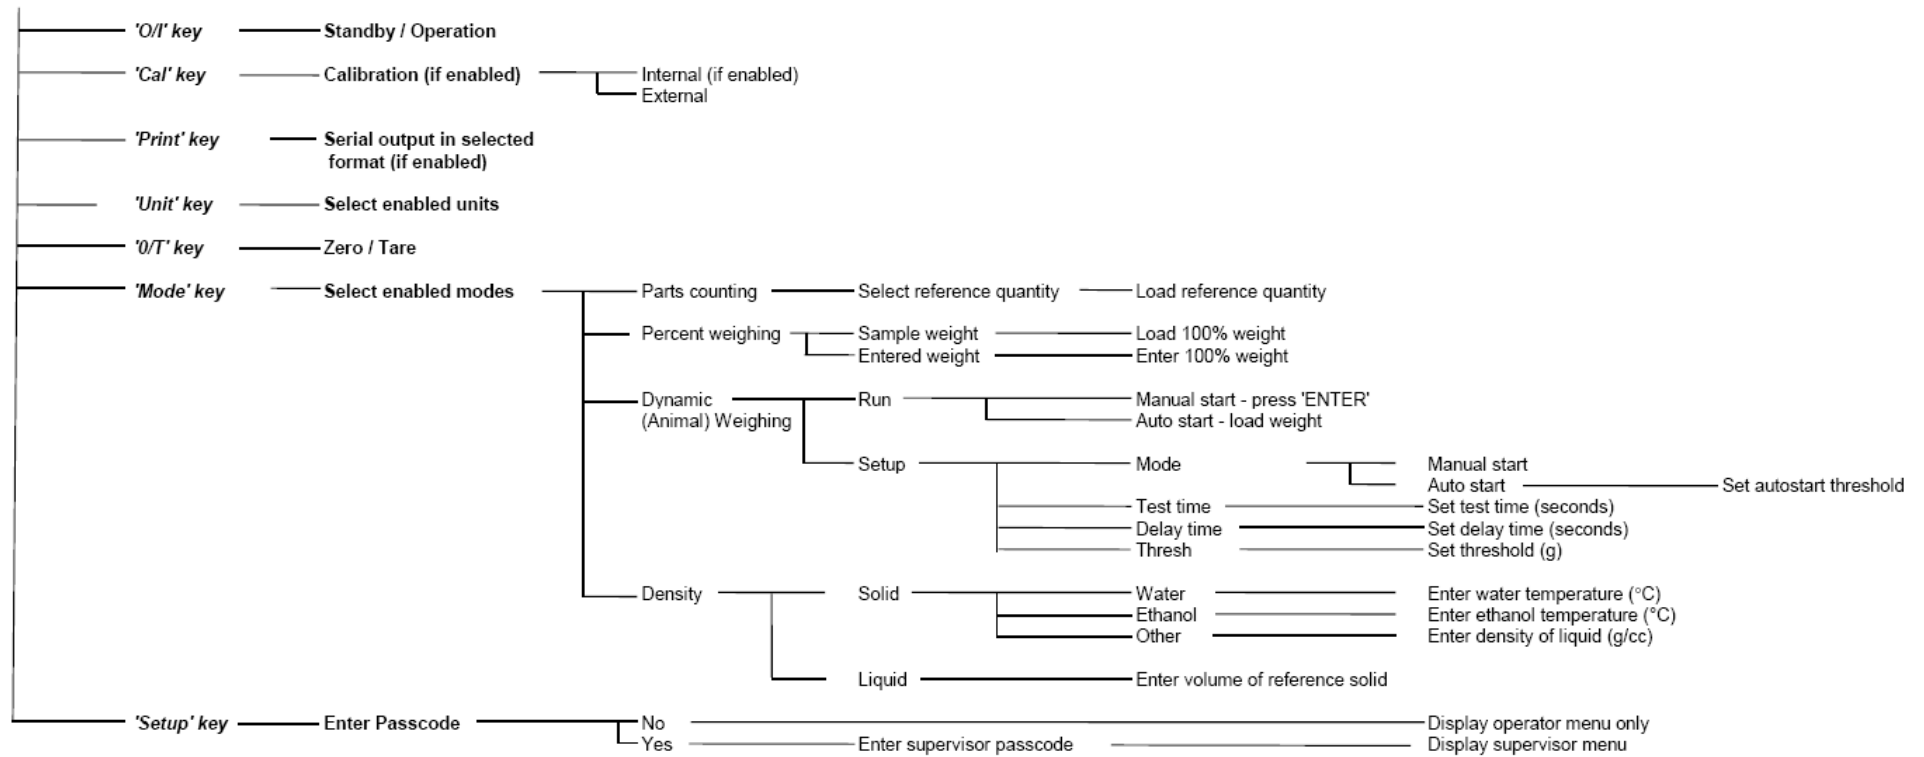 'O/I' key Standby / Operation
'Cal' key Calibration (if enabled) Internal (if enabled)
External
'Print' key Serial output in selected
format (if enabled)
'Unit' key Select enabled units
'0/T' key Zero / Tare
'Mode' key Select enabled modes Parts counting Select reference quantity Load reference quantity
Percent weighing Sample weight Load 100% weight
Entered weight Enter 100% weight
Dynamic Run Manual start - press 'ENTER'
(Animal) Weighing Auto start - load weight
Setup Mode Manual start
Auto start Set autostart threshold
Test time Set test time (seconds)
Delay time Set delay time (seconds)
Thresh Set threshold (g)
Density Solid Water Enter water temperature (°C)
Ethanol Enter ethanol temperature (°C)
Other Enter density of liquid (g/cc)
Liquid Enter volume of reference solid
'Setup' key Enter Passcode No Display operator menu only
Yes Enter supervisor passcode Display supervisor menu